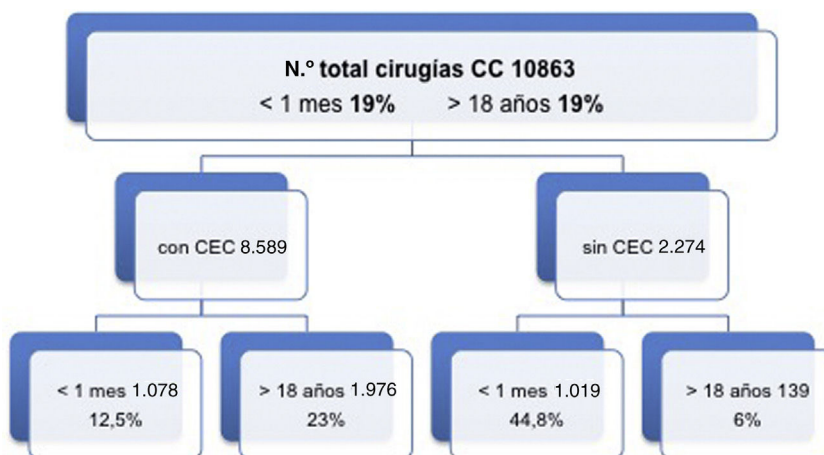 N.º total cirugías CC 10863
< 1 mes 19% > 18 años 19%
con CEC 8.589
sin CEC 2.274
< 1 mes 1.078
12,5%
> 18 años 1.976
23%
< 1 mes 1.019
44,8%
> 18 años 139
6%